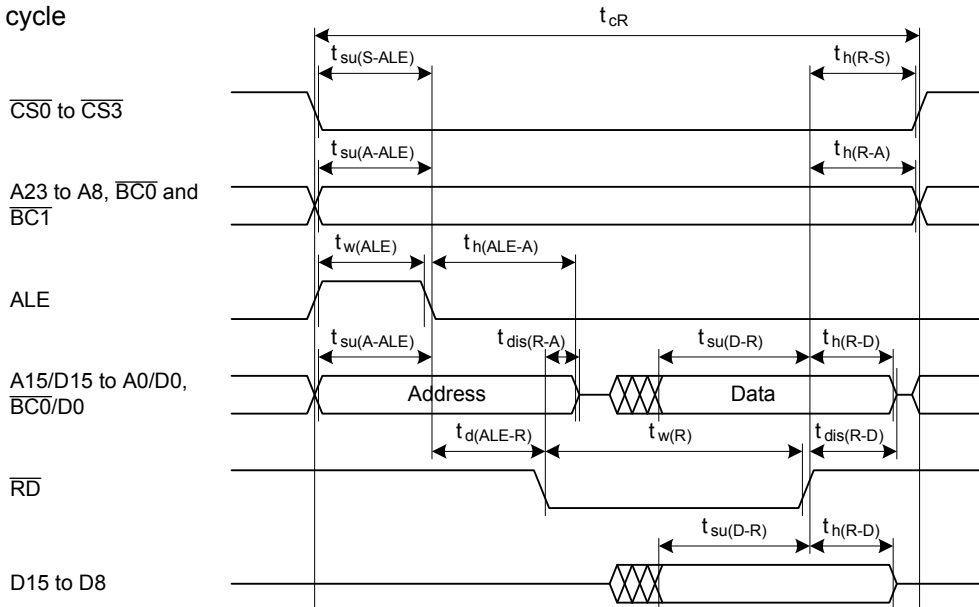 cycle
tcR
tsu(S-ALE)
th(R-S)
CS0 to CS3
tsu(A-ALE)
th(R-A)
A23 to A8, BC0 and
BC1
tw(ALE)
th(ALE-A)
ALE
tsu(A-ALE)
tdis(R-A)
tsu(D-R)
th(R-D)
A15/D15 to A0/D0,
BC0/D0
Address
Data
td(ALE-R)
tw(R)
tdis(R-D)
RD
tsu(D-R)
th(R-D)
D15 to D8